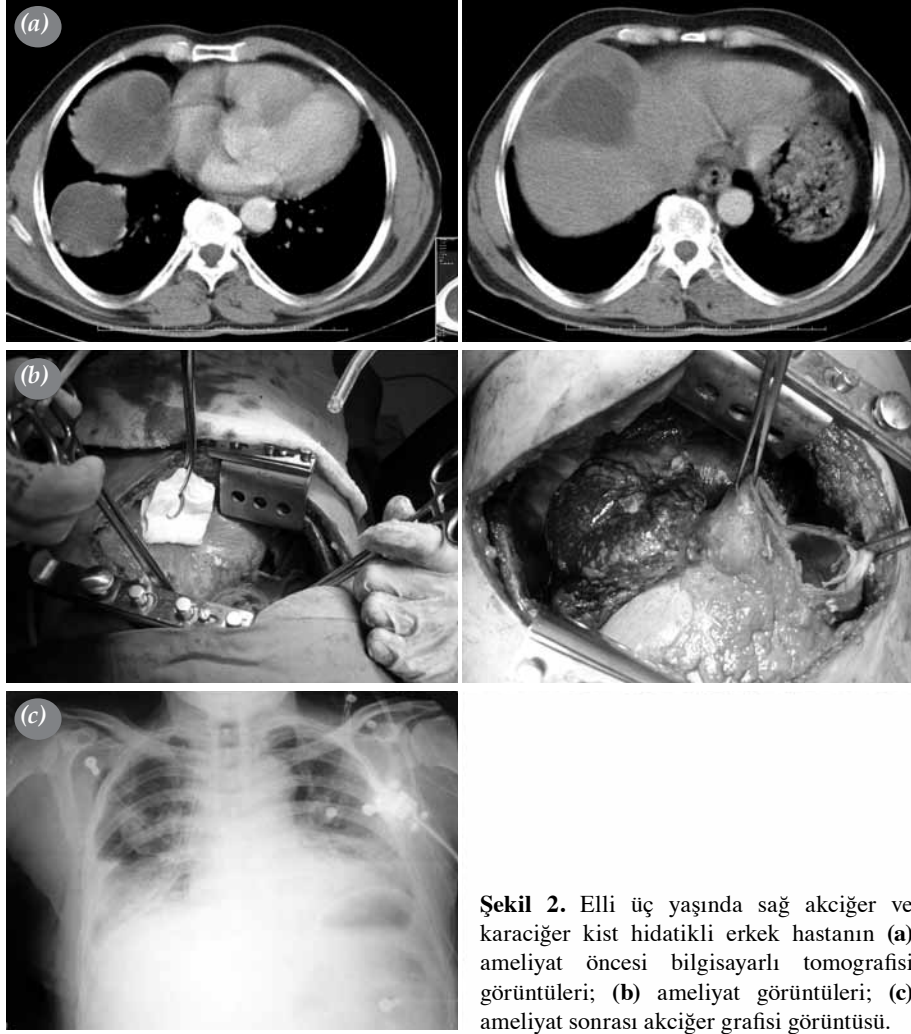 (a)
(b)
(c)
Şekil 2. Elli üç yaşında sağ akciğer ve
karaciğer kist hidatikli erkek hastanın (a)
ameliyat öncesi bilgisayarlı tomografisi
görüntüleri; (b) ameliyat görüntüleri; (c)
ameliyat sonrası akciğer grafisi görüntüsü.